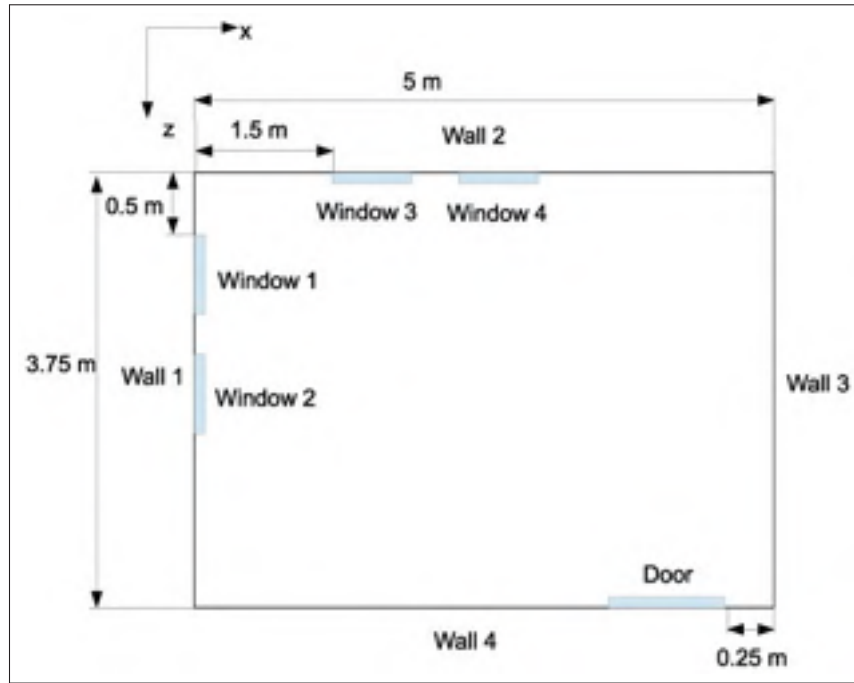 x
5 m
z
1.5 m
Wall 2
0.5 m
Window 3
Window 4
Window 1
3.75 m
Wall 1
Window 2
Wall 3
Door
Wall 4
0.25 m